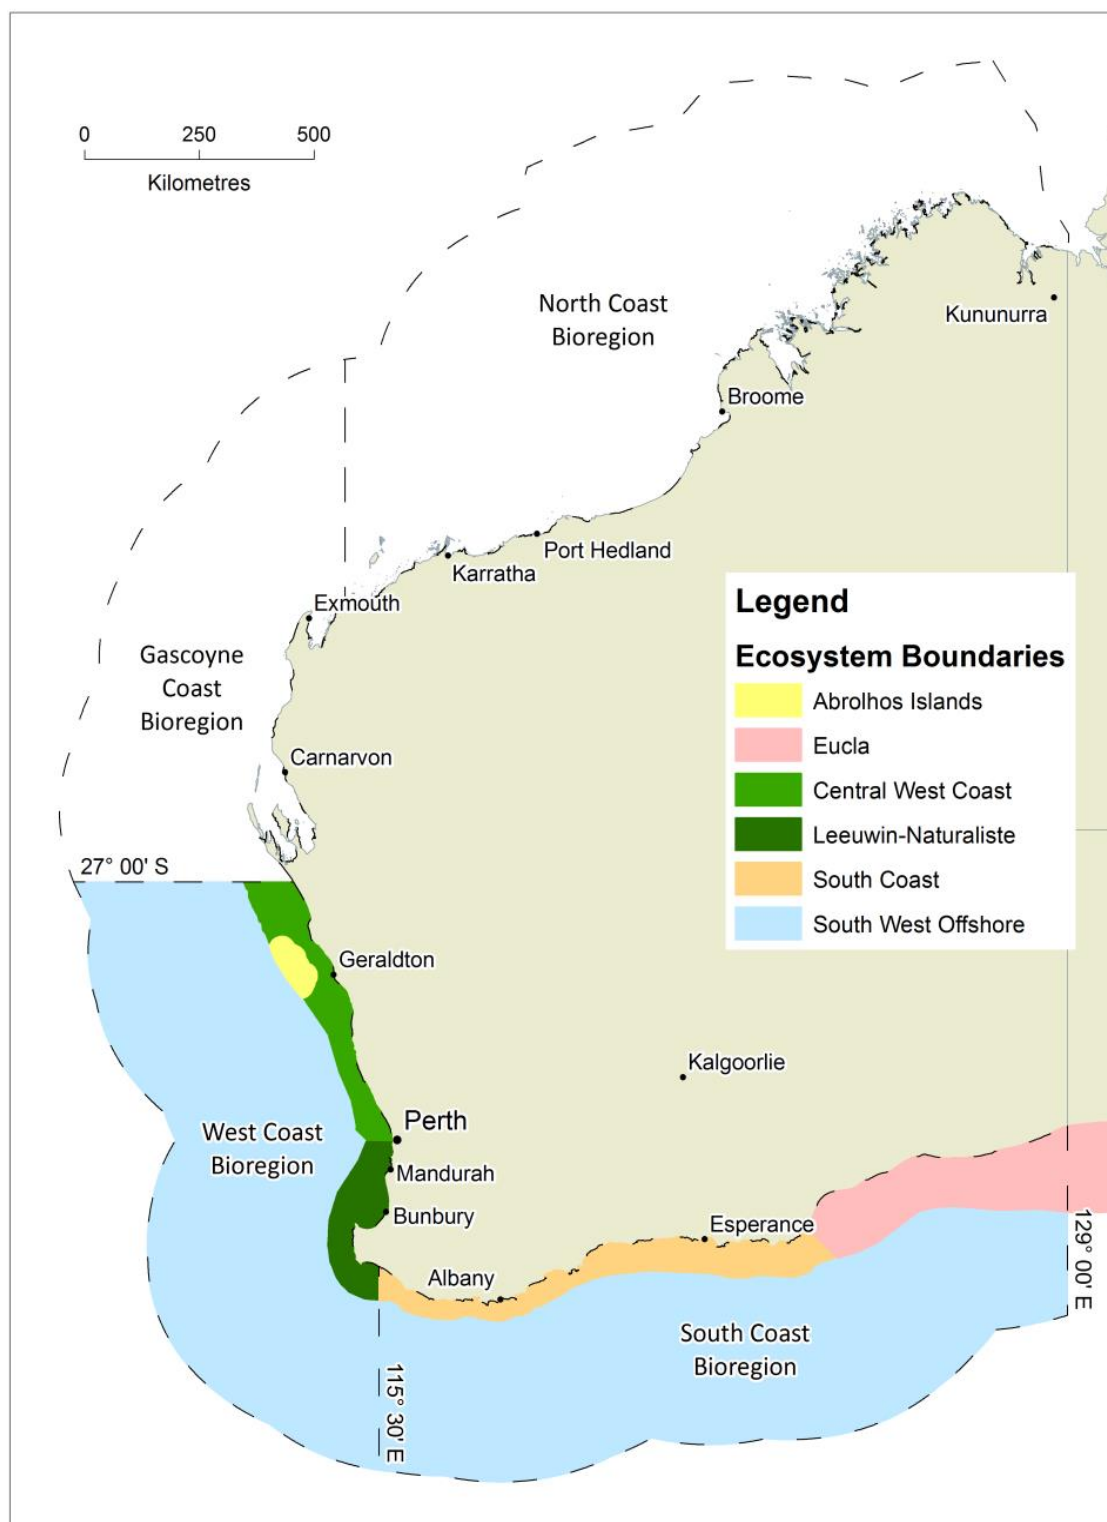 0 250 500
Kilometres
North Coast
Bioregion
Kununurra
Broome
Port Hedland
Karratha
Exmouth
Gascoyne
Coast
Bioregion
Carnarvon
Legend
Ecosystem Boundaries
Abrolhos Islands
Eucla
Central West Coast
Leeuwin-Naturaliste
South Coast
South West Offshore
27° 00' S
Geraldton
Kalgoorlie
Perth
West Coast
Bioregion
Mandurah
Bunbury
Esperance
Albany
129° 00' E
South Coast
Bioregion
115° 30' E